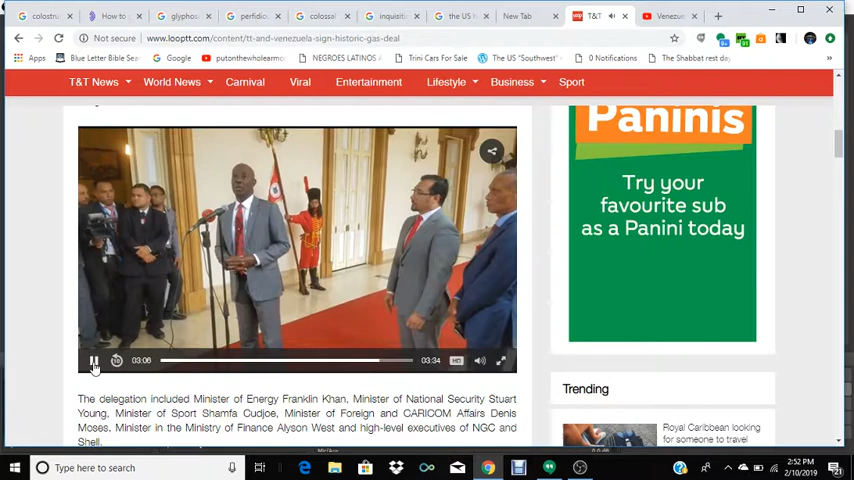 colostru
How to
glyphos
perfidio
colossal
inquisiti
the US h
New Tab
T&T
Venezue
Not secure www.looptt.com/content/tt-and-venezuela-sign-historic-gas-deal
Blue Letter Bible Sea
Google
putonthewholearmo
NEGROES LATINOS A
Trini Cars For Sale
The US "Southwest"
0 Notifications
The Shabbat rest day
T&T News World News Carnival Viral Entertainment Lifestyle Business Sport
Paninis
Try your
favourite sub
as a Panini today
10 03:06 03:34 HD
The delegation included Minister of Energy Franklin Khan, Minister of National Security Stuart
Young, Minister of Sport Shamfa Cudjoe, Minister of Foreign and CARICOM Affairs Denis
Moses, Minister in the Ministry of Finance Alyson West and high-level executives of NGC and
Shell.
Trending
Royal Caribbean looking
for someone to travel
Type here to search
2:52 PM
2/10/2019